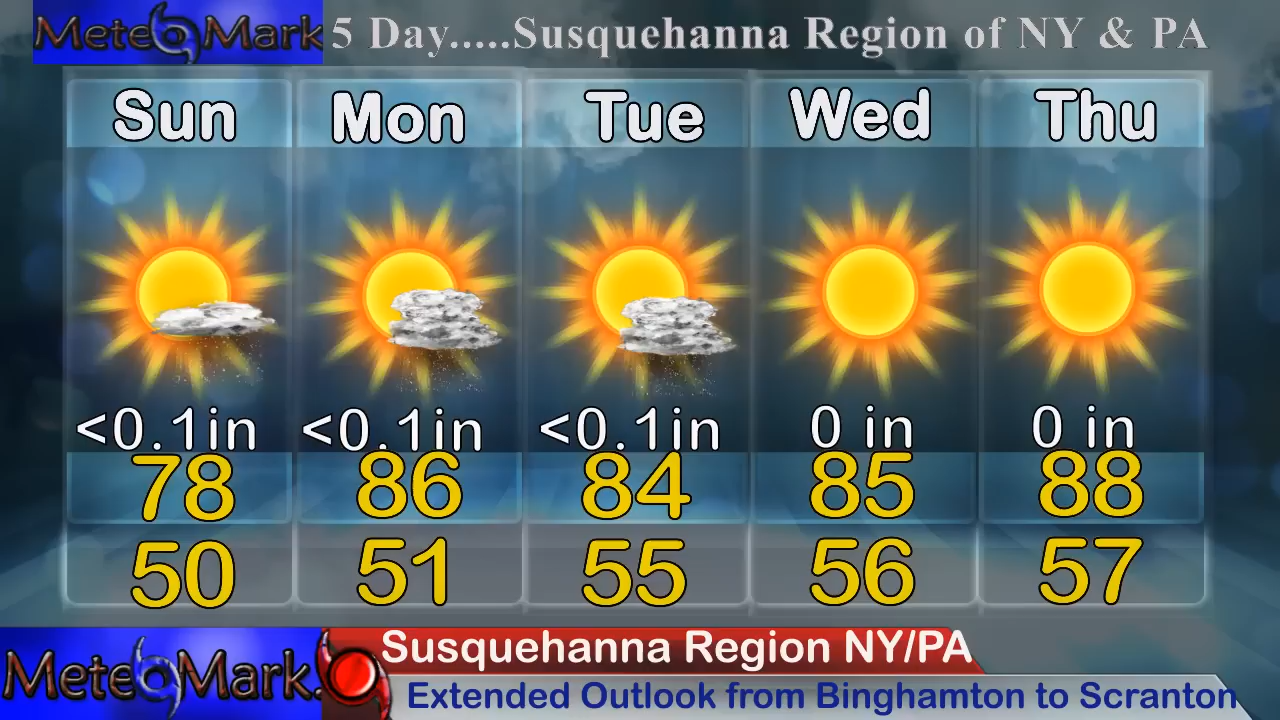 MeteoMark 5 Day.....Susquehanna Region of NY & PA
Sun Mon Tue Wed Thu
<0.1in <0.1in <0.1in 0 in 0 in
78 86 84 85 88
50 51 55 56 57
Susquehanna Region NY/PA
MeteoMark.
Extended Outlook from Binghamton to Scranton